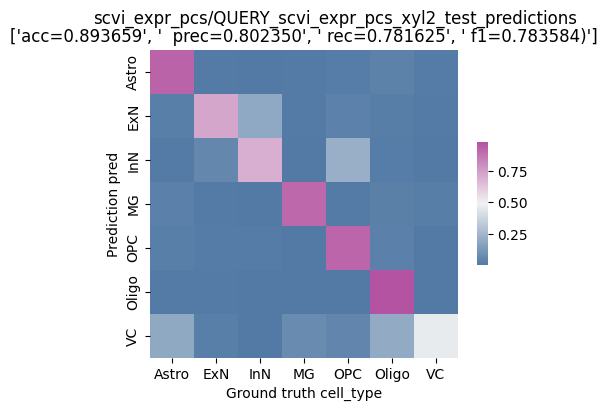 scvi_expr_pcs/QUERY_scvi_expr_pcs_xyl2_test_predictions
['acc=0.893659', '  prec=0.802350', ' rec=0.781625', ' f1=0.783584)']
Astro
ExN
InN
MG
OPC
Oligo
VC
Prediction pred
0.75
0.50
0.25
Astro ExN InN MG OPC Oligo VC
Ground truth cell_type